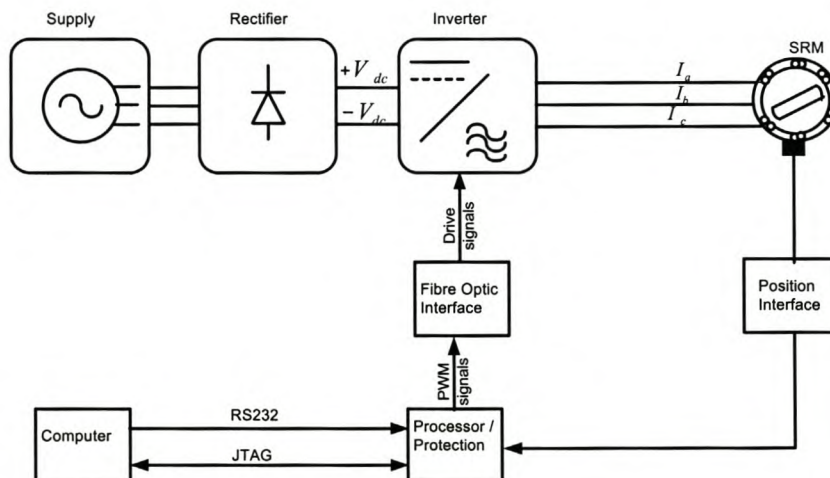 Supply
Rectifier
Inverter
SRM
+V dc
-V dc
I a
I b
I c
Drive
signals
Fibre Optic
Interface
Position
Interface
PWM
signals
RS232
Computer
JTAG
Processor /
Protection